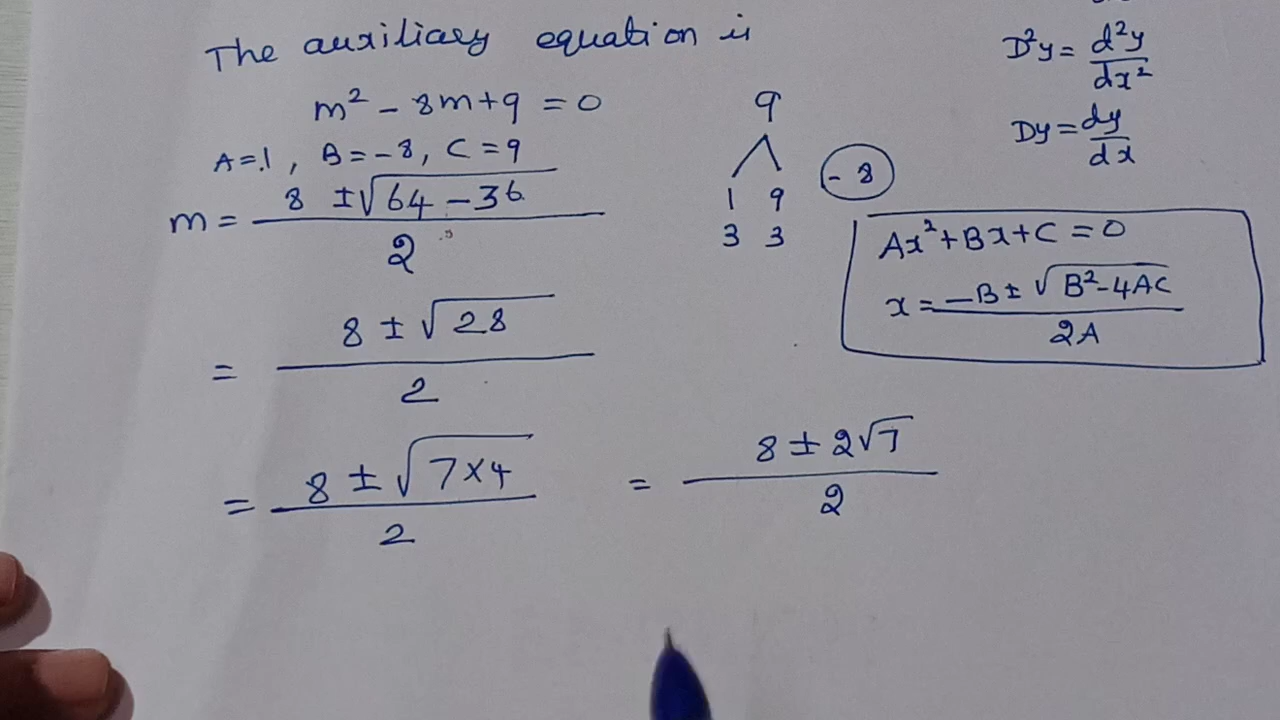 The auxiliary equation is
m² - 8m + 9 = 0
A = 1, B = -8, C = 9
m = (8 ± √(64 - 36)) / 2
= (8 ± √28) / 2
= (8 ± √(7×4)) / 2 = (8 ± 2√7) / 2
9
1 9
3 3
-8
D²y = d²y/dx²
Dy = dy/dx
Ax² + Bx + C = 0
x = (-B ± √(B² - 4AC)) / 2A